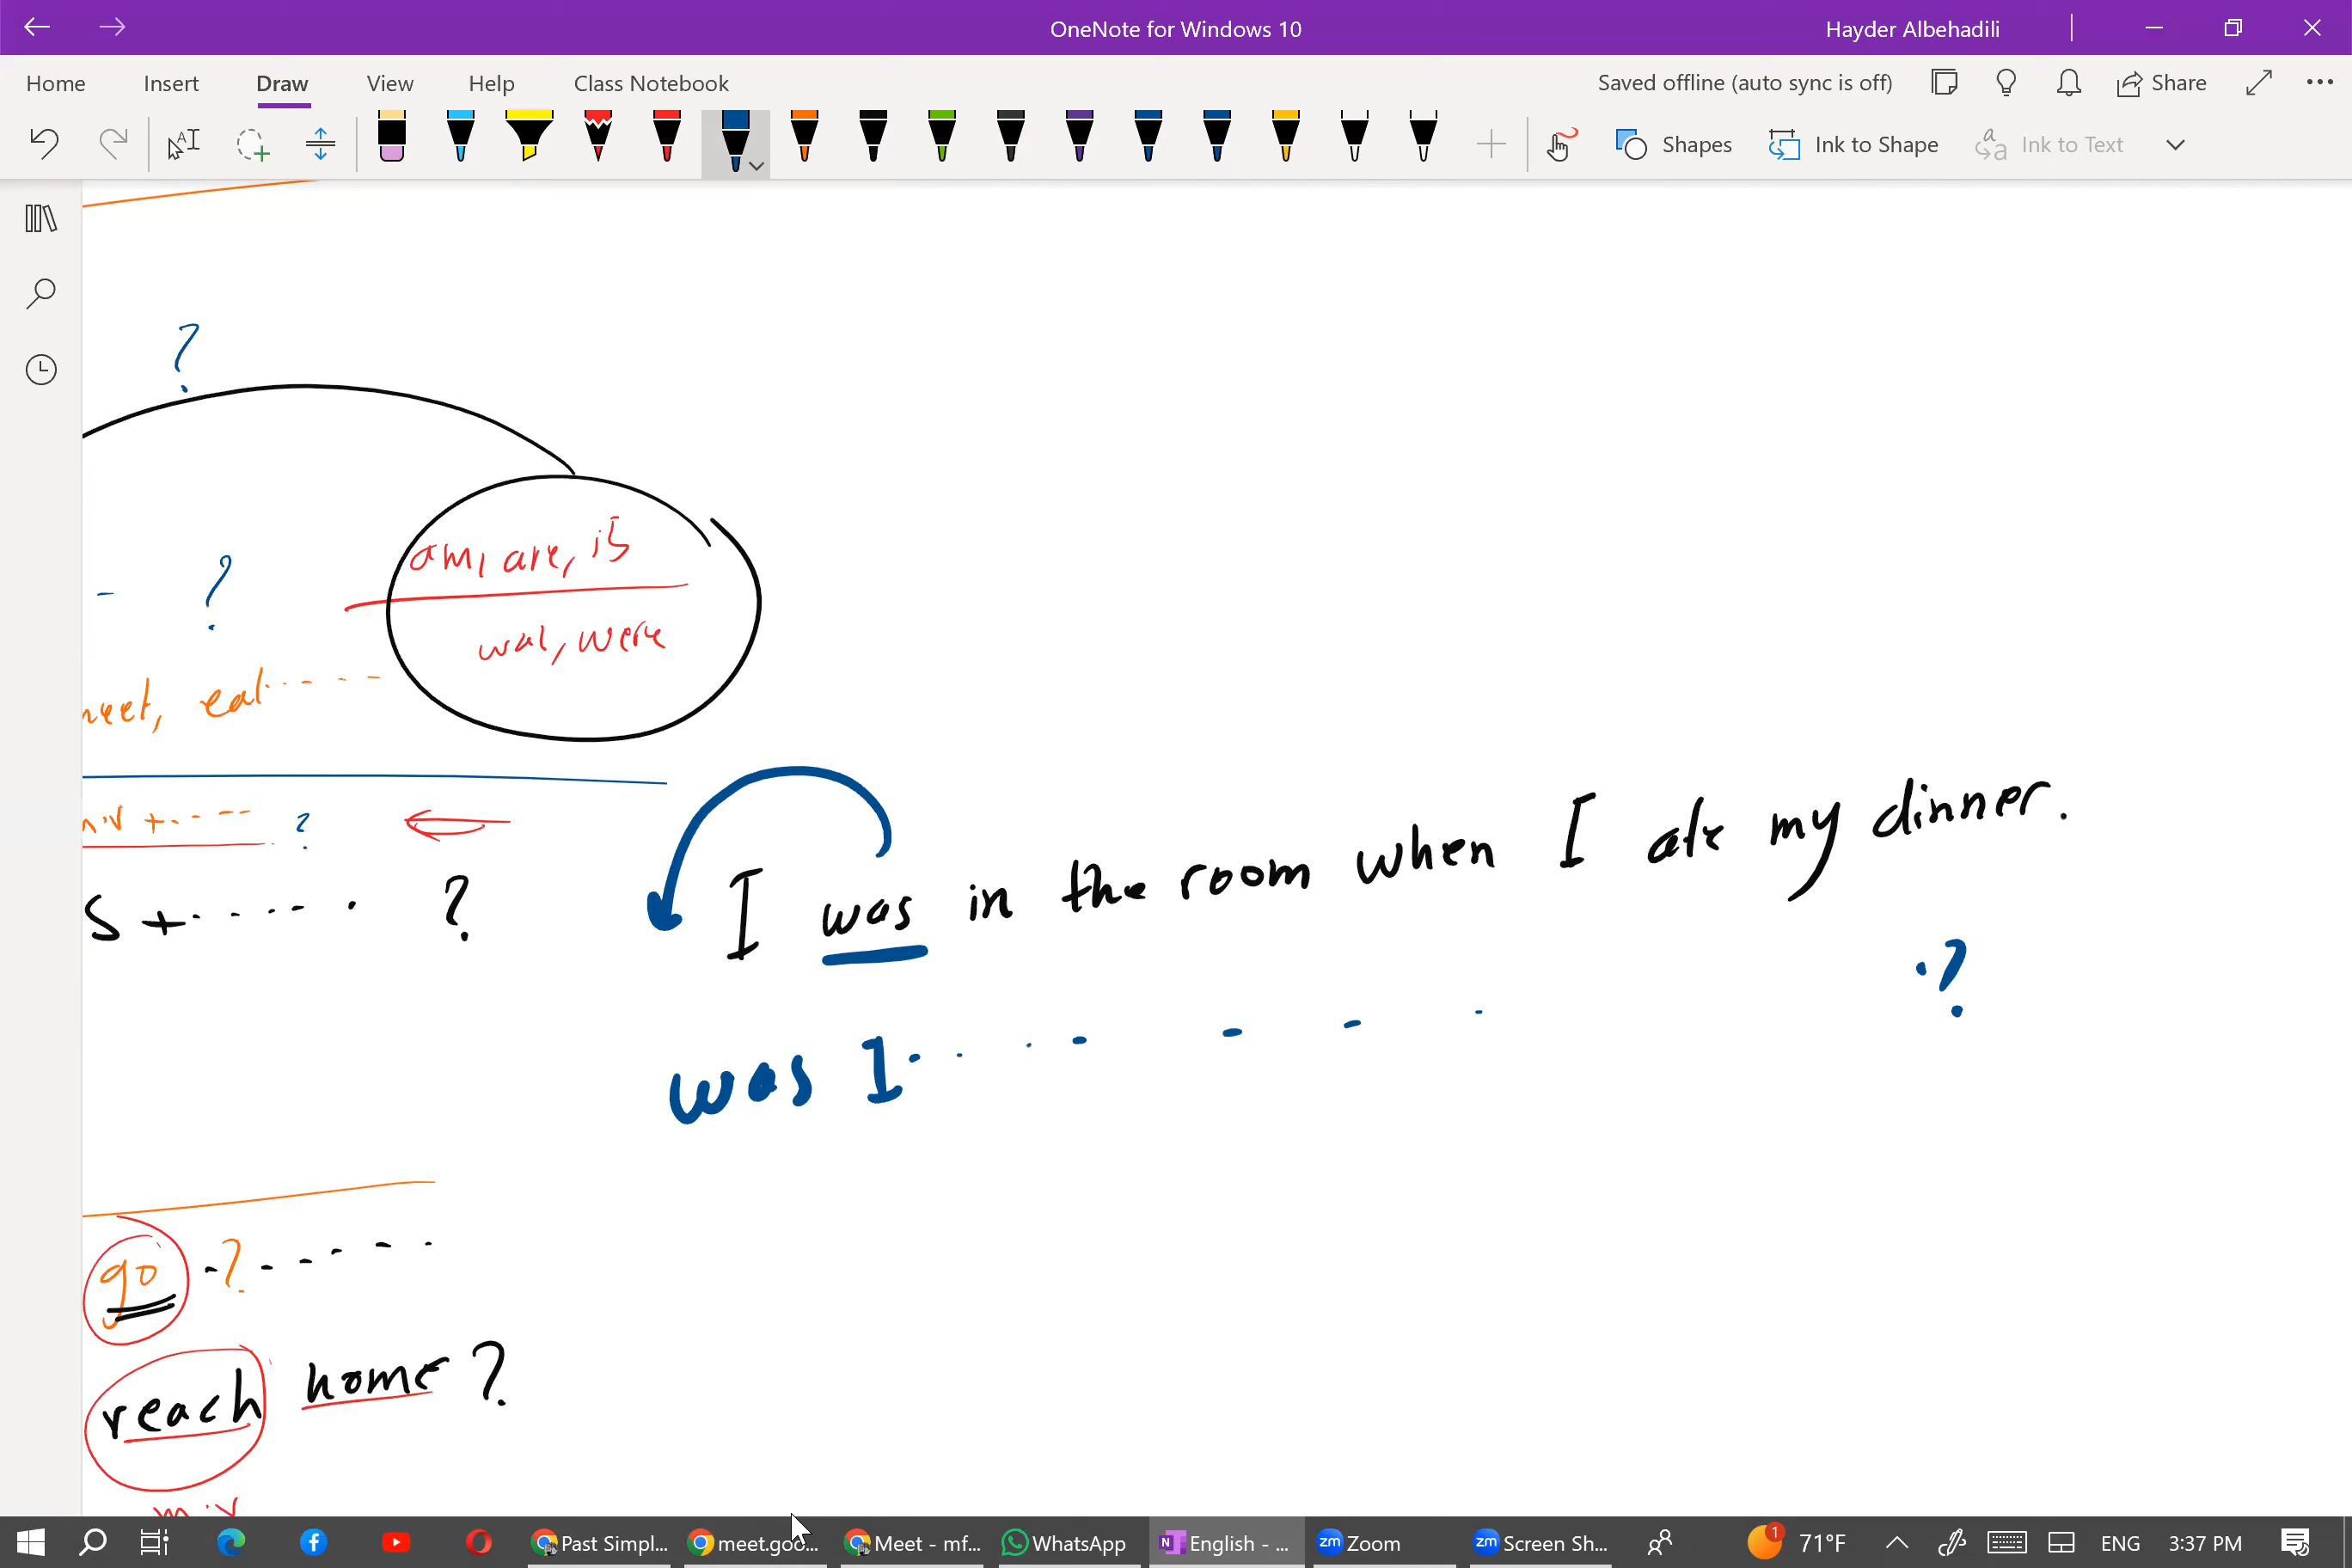 OneNote for Windows 10 Hayder Albehadili
Home Insert Draw View Help Class Notebook Saved offline (auto sync is off) Share
Shapes Ink to Shape Ink to Text
?
am, are, is
?
was, were
eat - - - -
I was in the room when I ate my dinner.
+ - - - - ?
S + - - - - . ?
?
was I - - - - - - -
go - ? - - - - -
reach home ?
m.v
Past Simpl... meet.goo... Meet - mf... WhatsApp English - ... Zoom Screen Sh... 1 71°F ENG 3:37 PM